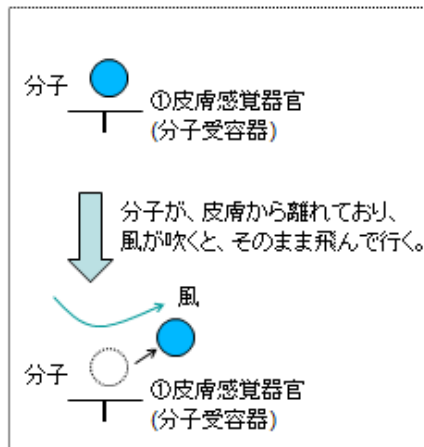 分子
①皮膚感覚器官
(分子受容器)
分子が、皮膚から離れており、
風が吹くと、そのまま飛んで行く。
風
分子
①皮膚感覚器官
(分子受容器)